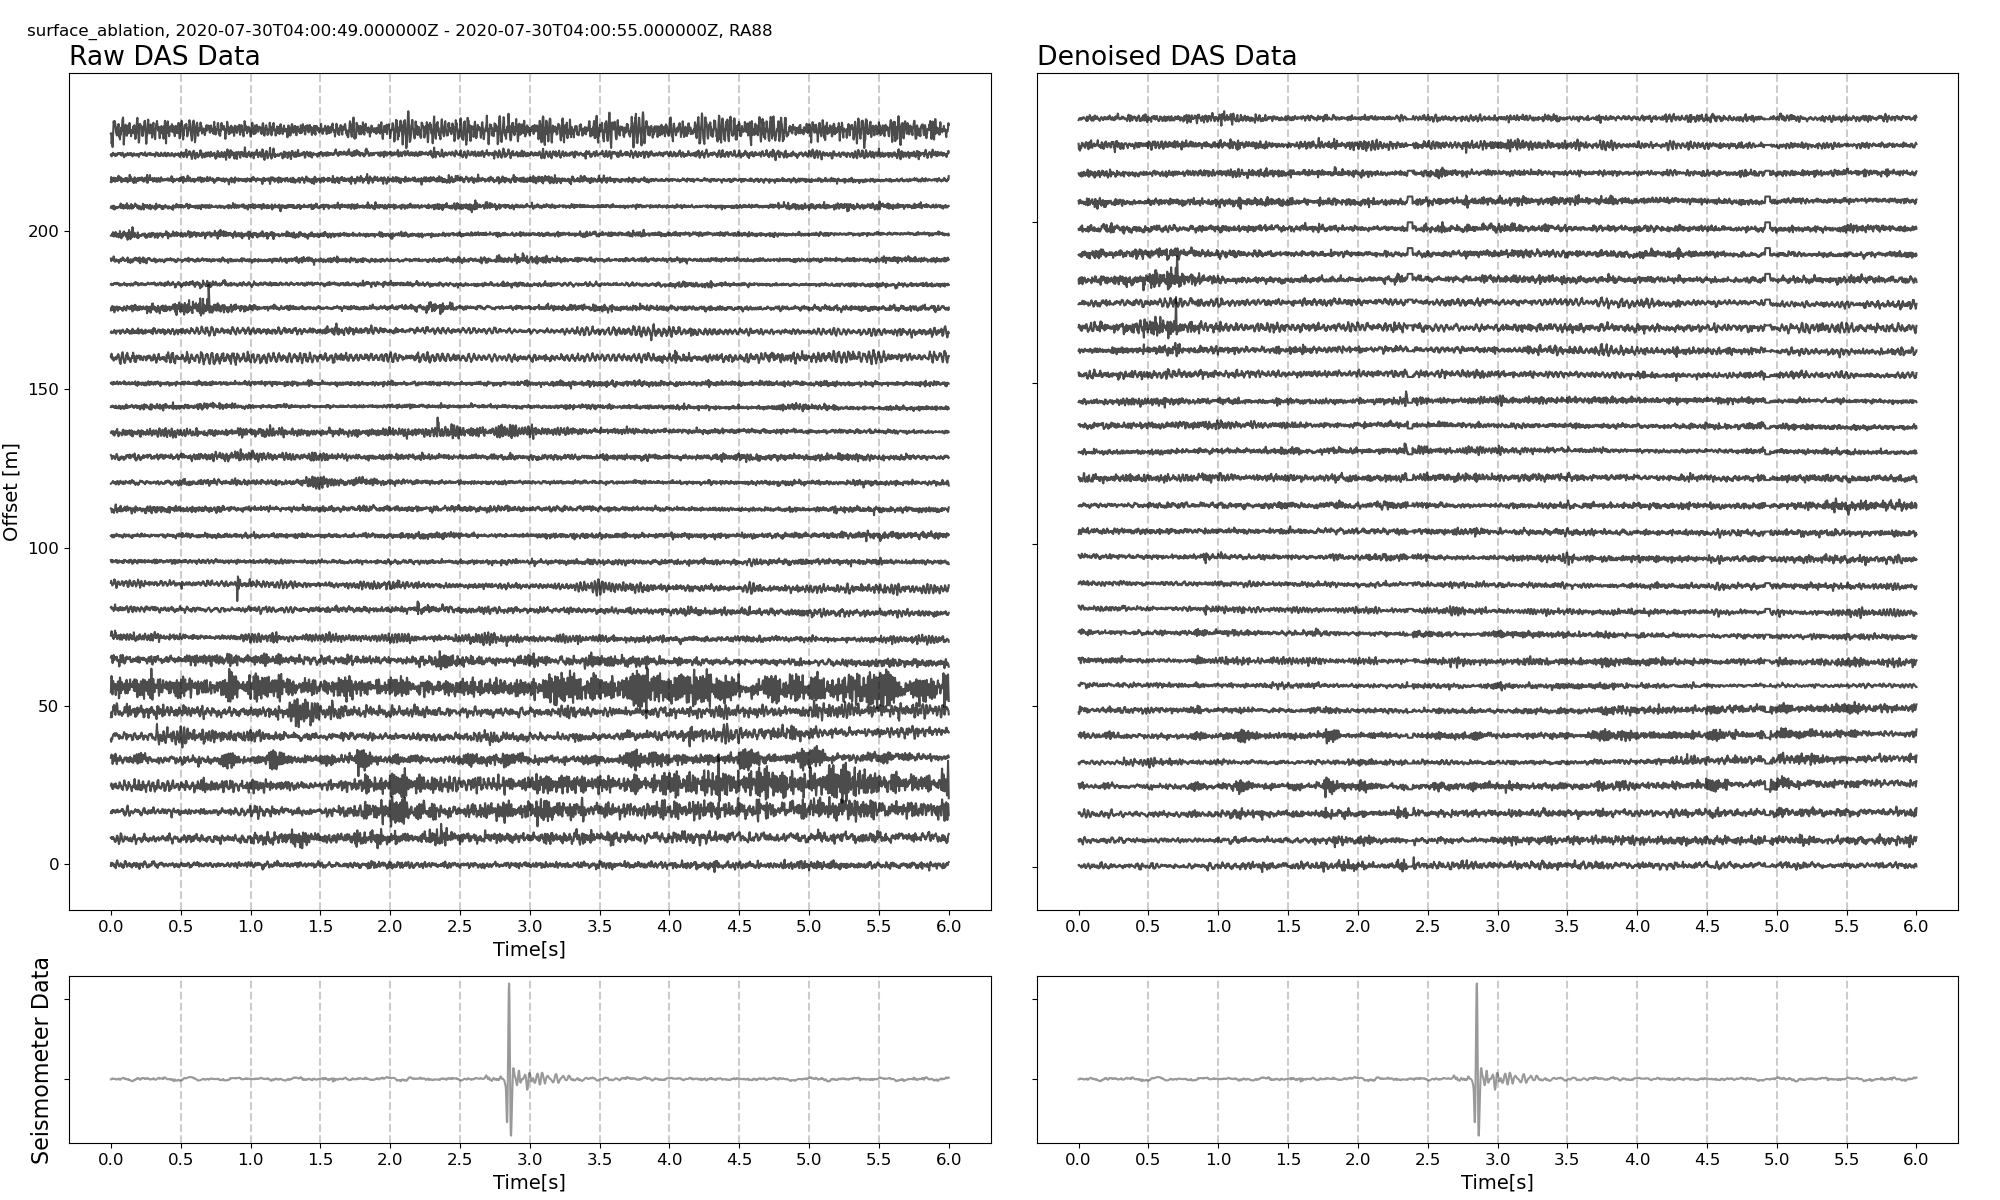 surface_ablation, 2020-07-30T04:00:49.000000Z - 2020-07-30T04:00:55.000000Z, RA88
Raw DAS Data
Denoised DAS Data
Offset [m]
200
150
100
50
0
0.0 0.5 1.0 1.5 2.0 2.5 3.0 3.5 4.0 4.5 5.0 5.5 6.0
Time[s]
0.0 0.5 1.0 1.5 2.0 2.5 3.0 3.5 4.0 4.5 5.0 5.5 6.0
Seismometer Data
0.0 0.5 1.0 1.5 2.0 2.5 3.0 3.5 4.0 4.5 5.0 5.5 6.0
Time[s]
0.0 0.5 1.0 1.5 2.0 2.5 3.0 3.5 4.0 4.5 5.0 5.5 6.0
Time[s]